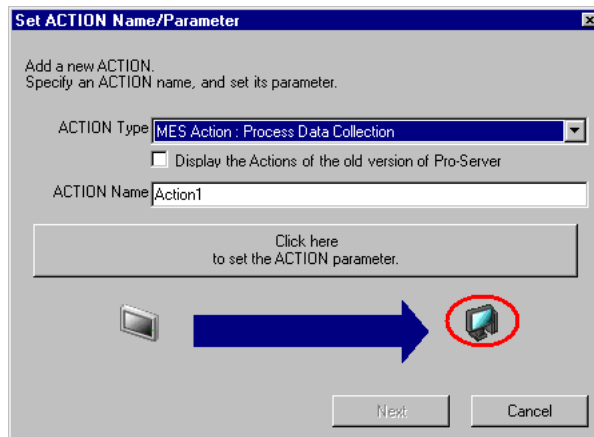 Set ACTION Name/Parameter
Add a new ACTION.
Specify an ACTION name, and set its parameter.
ACTION Type MES Action : Process Data Collection
Display the Actions of the old version of Pro-Server
ACTION Name Action1
Click here
to set the ACTION parameter.
Next Cancel